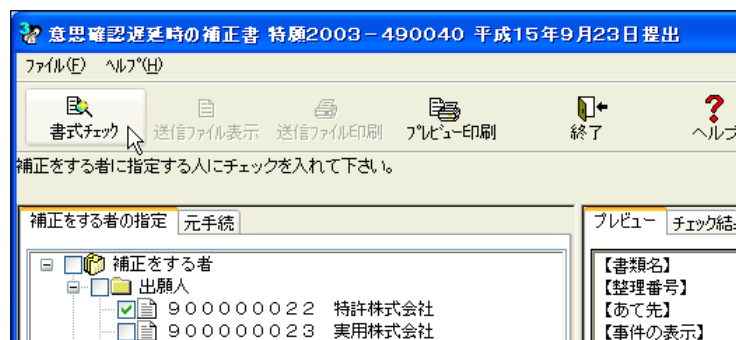 意思確認遅延時の補正書 特願2003－490040 平成15年9月23日提出
ﾌｧｲﾙ(F) ﾍﾙﾌﾟ(H)
書式ﾁｪｯｸ 送信ﾌｧｲﾙ表示 送信ﾌｧｲﾙ印刷 ﾌﾟﾚﾋﾞｭｰ印刷 終了 ヘルプ
補正をする者に指定する人にチェックを入れて下さい。
補正をする者の指定 元手続 プレビュー チェック結
補正をする者 【書類名】
出願人 【整理番号】
９００００００２２ 特許株式会社 【あて先】
９００００００２３ 実用株式会社 【事件の表示】